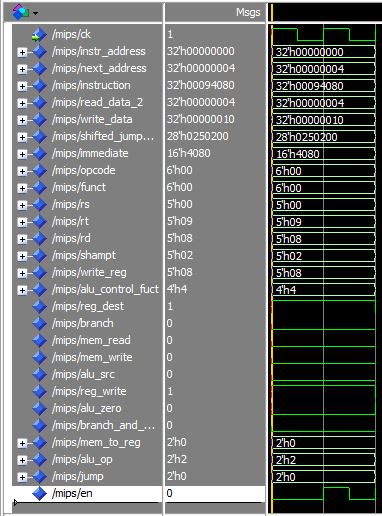 Msgs
/mips/ck 1
/mips/instr_address 32'h00000000 32'h00000000
/mips/next_address 32'h00000004 32'h00000004
/mips/instruction 32'h00094080 32'h00094080
/mips/read_data_2 32'h00000004 32'h00000004
/mips/write_data 32'h00000010 32'h00000010
/mips/shifted_jump... 28'h0250200 28'h0250200
/mips/immediate 16'h4080 16'h4080
/mips/opcode 6'h00 6'h00
/mips/funct 6'h00 6'h00
/mips/rs 5'h00 5'h00
/mips/rt 5'h09 5'h09
/mips/rd 5'h08 5'h08
/mips/shampt 5'h02 5'h02
/mips/write_reg 5'h08 5'h08
/mips/alu_control_fuct 4'h4 4'h4
/mips/reg_dest 1
/mips/branch 0
/mips/mem_read 0
/mips/mem_write 0
/mips/alu_src 0
/mips/reg_write 1
/mips/alu_zero 0
/mips/branch_and_... 0
/mips/mem_to_reg 2'h0 2'h0
/mips/alu_op 2'h2 2'h2
/mips/jump 2'h0 2'h0
/mips/en 0